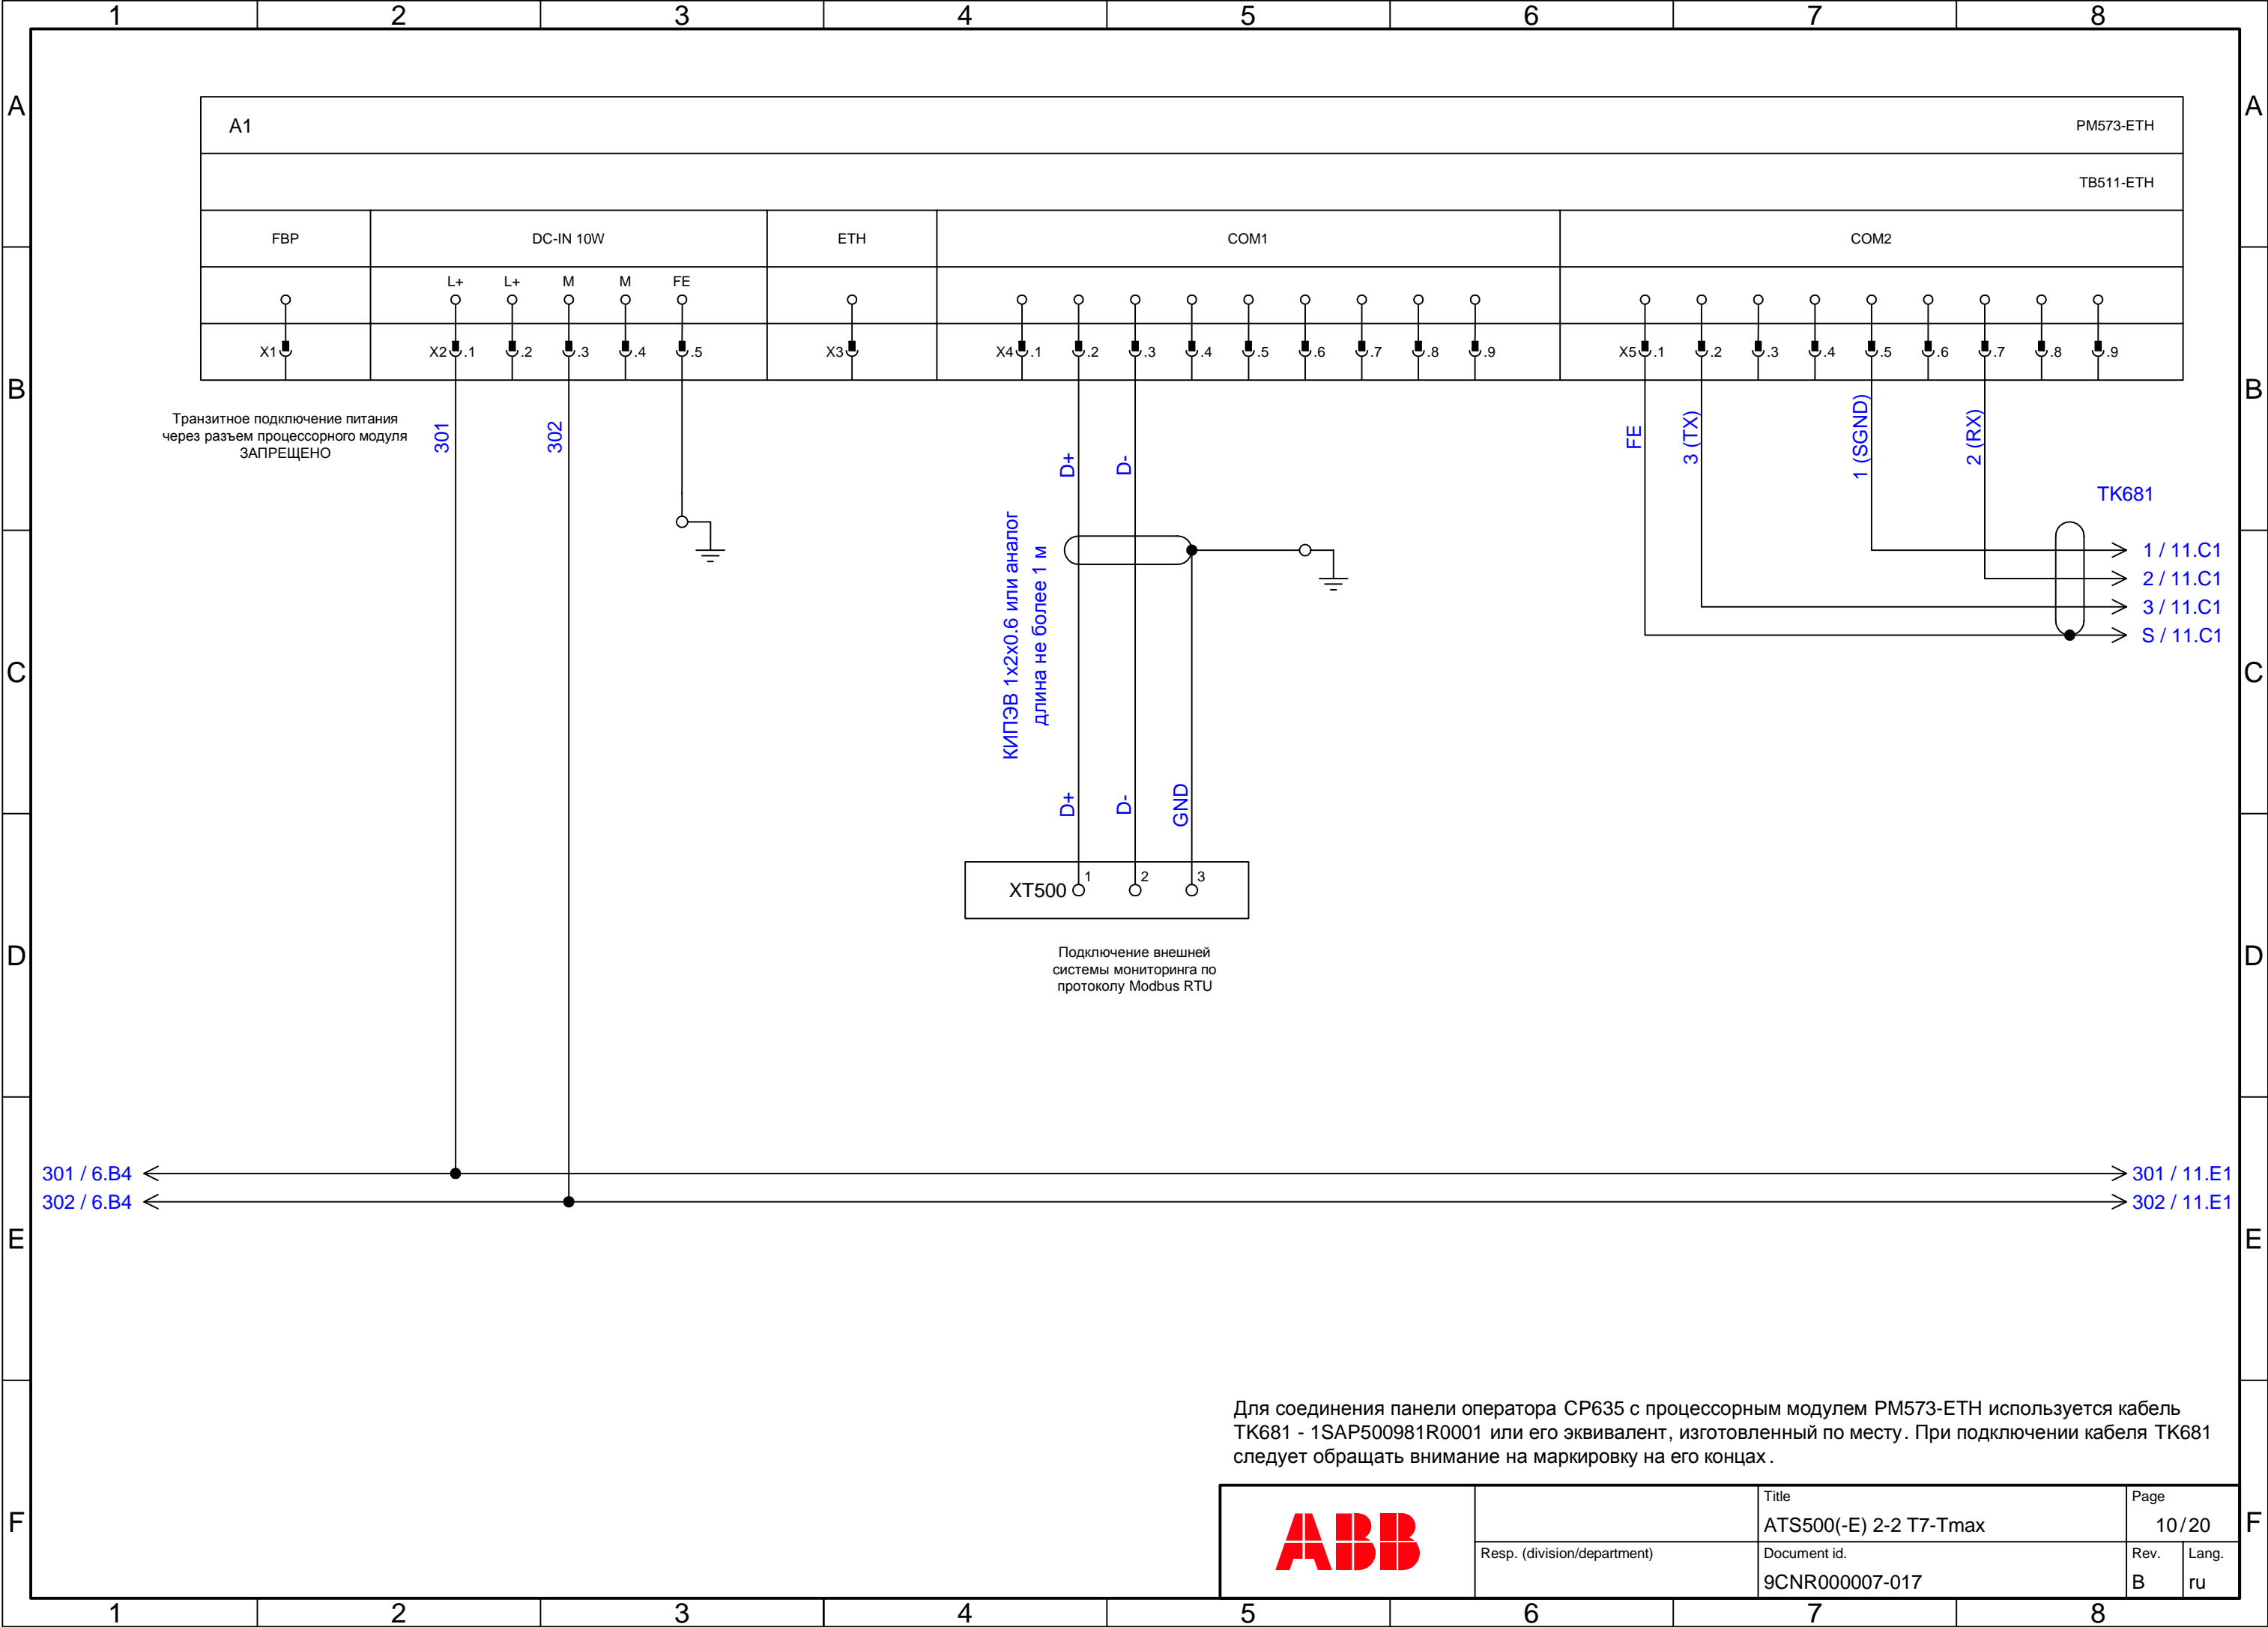 1 2 3 4 5 6 7 8
A A
A1 PM573-ETH
TB511-ETH
FBP DC-IN 10W ETH COM1 COM2
L+ L+ M M FE
X1 X2 .1 .2 .3 .4 .5 X3 X4 .1 .2 .3 .4 .5 .6 .7 .8 .9 X5 .1 .2 .3 .4 .5 .6 .7 .8 .9
B B
Транзитное подключение питания
через разъем процессорного модуля
ЗАПРЕЩЕНО
301
302
D+
D-
FE
3 (TX)
1 (SGND)
2 (RX)
TK681
КИПЭВ 1x2x0.6 или аналог
длина не более 1 м
1 / 11.C1
2 / 11.C1
3 / 11.C1
S / 11.C1
C C
D+
D-
GND
XT500 1 2 3
D D
Подключение внешней
системы мониторинга по
протоколу Modbus RTU
301 / 6.B4 301 / 11.E1
302 / 6.B4 302 / 11.E1
E E
Для соединения панели оператора CP635 с процессорным модулем PM573-ETH используется кабель
TK681 - 1SAP500981R0001 или его эквивалент, изготовленный по месту. При подключении кабеля TK681
следует обращать внимание на маркировку на его концах.
F F
ABB
Title
ATS500(-E) 2-2 T7-Tmax
Page
10/20
Resp. (division/department)
Document id.
9CNR000007-017
Rev.
B
Lang.
ru
1 2 3 4 5 6 7 8